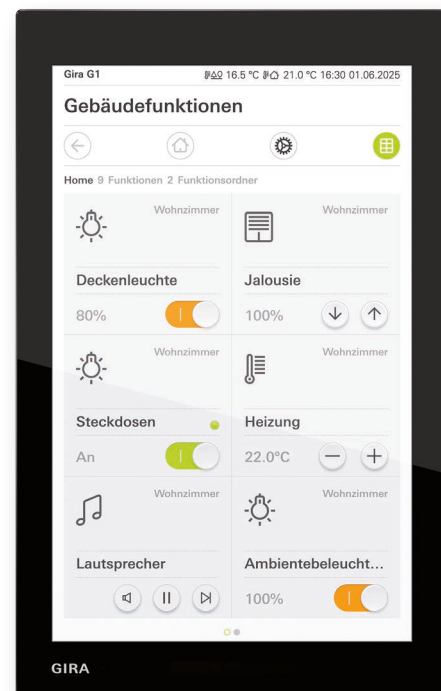 Gira G1 16.5 °C 21.0 °C 16:30 01.06.2025
Gebäudefunktionen
Home 9 Funktionen 2 Funktionsordner
Wohnzimmer Wohnzimmer
Deckenleuchte Jalousie
80% 100%
Wohnzimmer Wohnzimmer
Steckdosen Heizung
An 22.0°C
Wohnzimmer Wohnzimmer
Lautsprecher Ambientebeleucht...
100%
GIRA